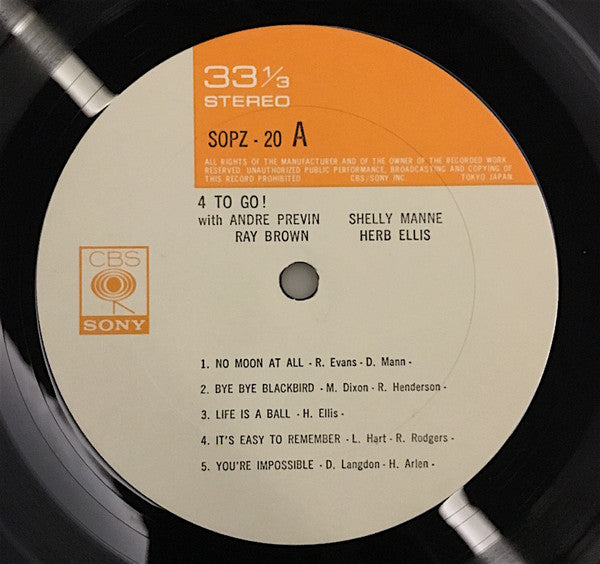 33 1/3
STEREO
SOPZ - 20 A
ALL RIGHTS OF THE MANUFACTURER AND OF THE OWNER OF THE RECORDED WORK
RESERVED. UNAUTHORIZED PUBLIC PERFORMANCE, BROADCASTING AND COPYING OF
THIS RECORD PROHIBITED CBS/SONY INC. TOKYO JAPAN
4 TO GO!
with ANDRE PREVIN SHELLY MANNE
RAY BROWN HERB ELLIS
CBS
SONY
1. NO MOON AT ALL - R. Evans - D. Mann -
2. BYE BYE BLACKBIRD - M. Dixon - R. Henderson -
3. LIFE IS A BALL - H. Ellis -
4. IT'S EASY TO REMEMBER - L. Hart - R. Rodgers -
5. YOU'RE IMPOSSIBLE - D. Langdon - H. Arlen -